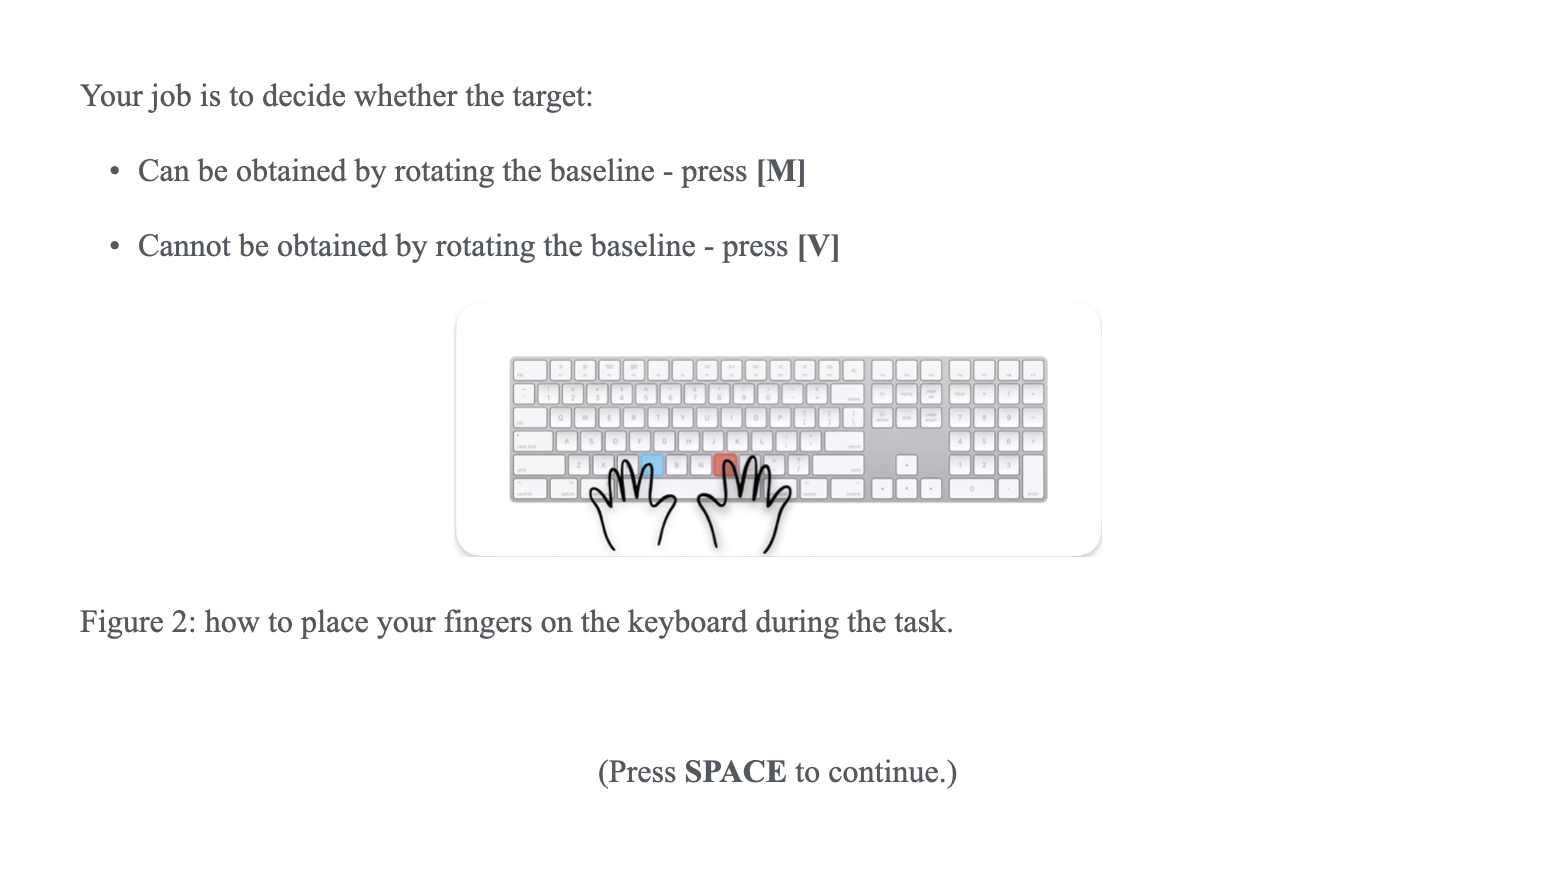 Your job is to decide whether the target:
• Can be obtained by rotating the baseline - press [M]
• Cannot be obtained by rotating the baseline - press [V]
Q W E R T Y U I O P
A S D F G H J K L
Z X B N
Figure 2: how to place your fingers on the keyboard during the task.
(Press SPACE to continue.)